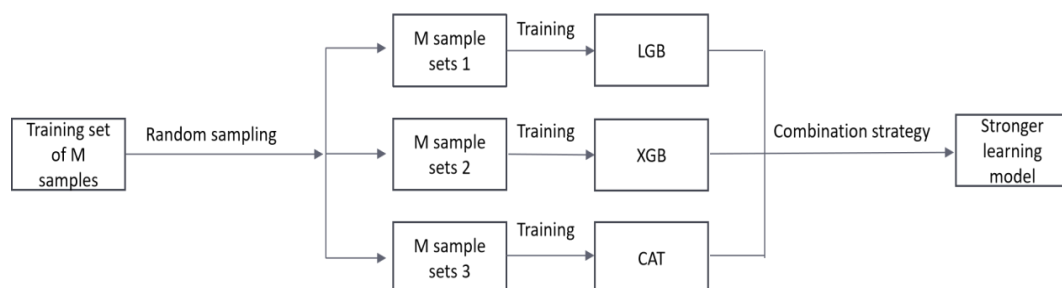 Training set
of M
samples
Random sampling
M sample
sets 1
Training
LGB
M sample
sets 2
Training
XGB
M sample
sets 3
Training
CAT
Combination strategy
Stronger
learning
model